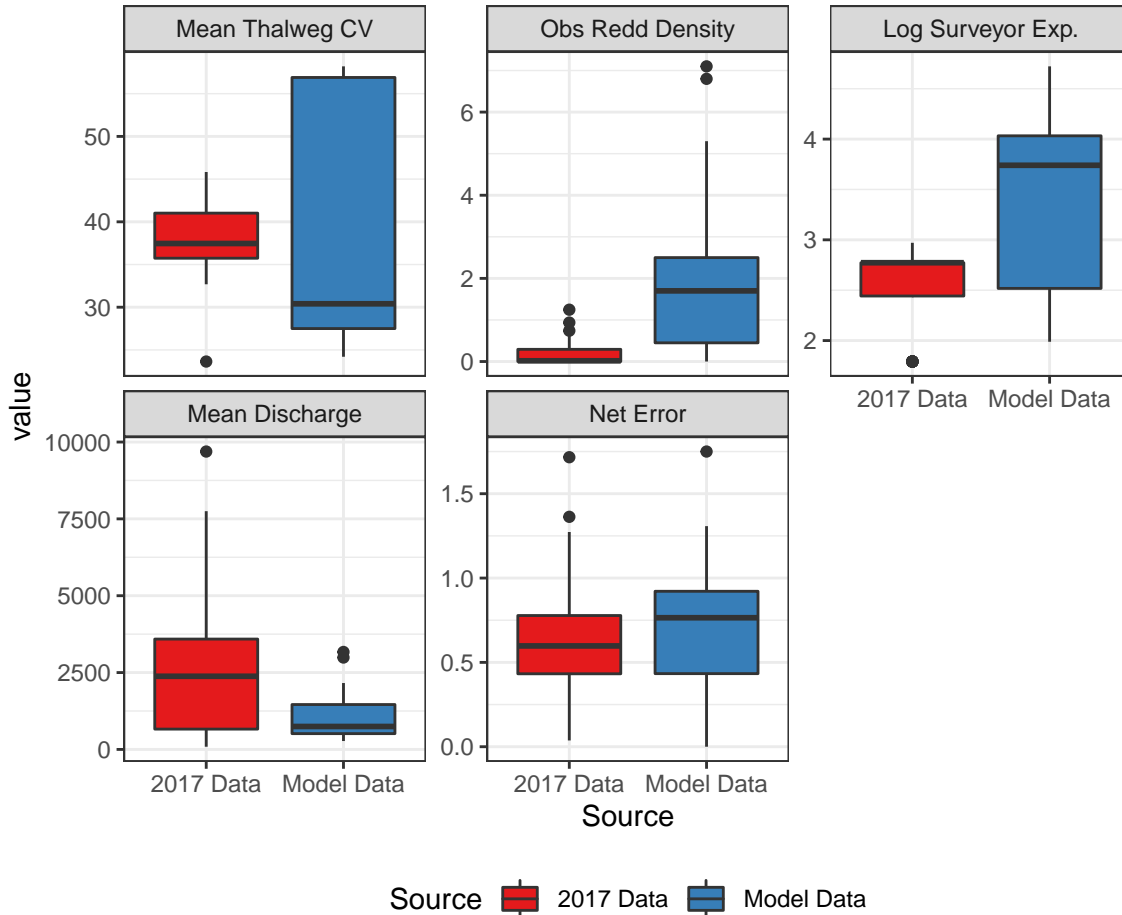 Mean Thalweg CV
Obs Redd Density
Log Surveyor Exp.
50
40
30
6
4
2
0
4
3
2
2017 Data Model Data
value
Mean Discharge
Net Error
10000
7500
5000
2500
0
1.5
1.0
0.5
0.0
2017 Data Model Data
2017 Data Model Data
Source
Source 2017 Data Model Data